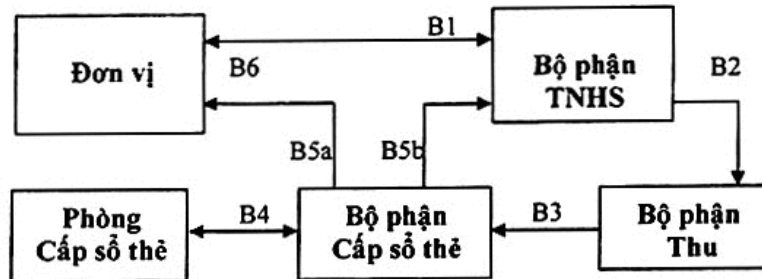 B1
Đơn vị
B6
Bộ phận
TNHS
B2
B5a
B5b
Phòng
Cấp sổ thẻ
B4
Bộ phận
Cấp sổ thẻ
B3
Bộ phận
Thu